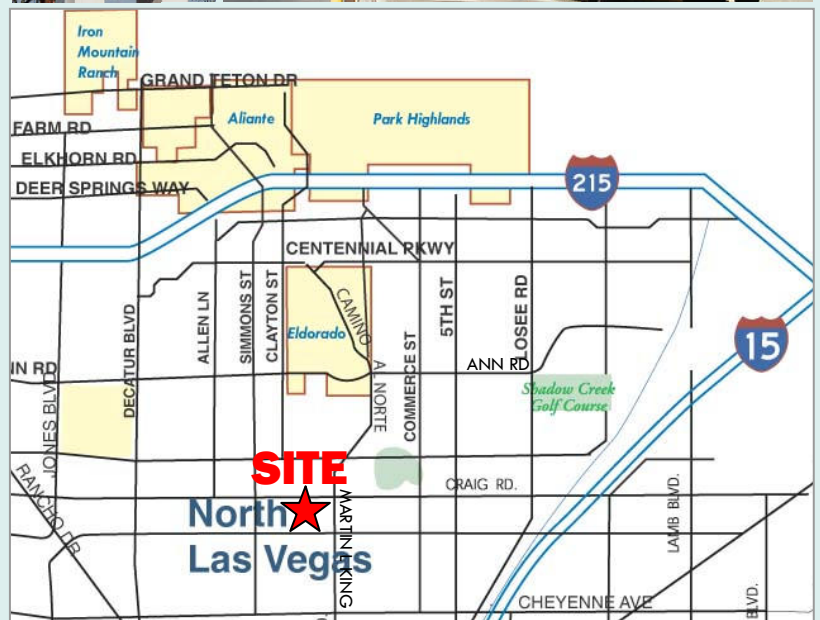 Iron
Mountain
Ranch
GRAND TETON DR
Aliante
Park Highlands
FARM RD
ELKHORN RD
DEER SPRINGS WAY
215
CENTENNIAL PKWY
DECATUR BLVD
ALLEN LN
SIMMONS ST
CLAYTON ST
CAMINO
AL NORTE
COMMERCE ST
5TH ST
LOSEE RD
Eldorado
15
NN RD
ANN RD
JONES BLVD
Shadow Creek
Golf Course
SITE
RANCHO DR
CRAIG RD.
North
Las Vegas
MARTIN L KING
LAMB BLVD.
CHEYENNE AVE
BLVD.